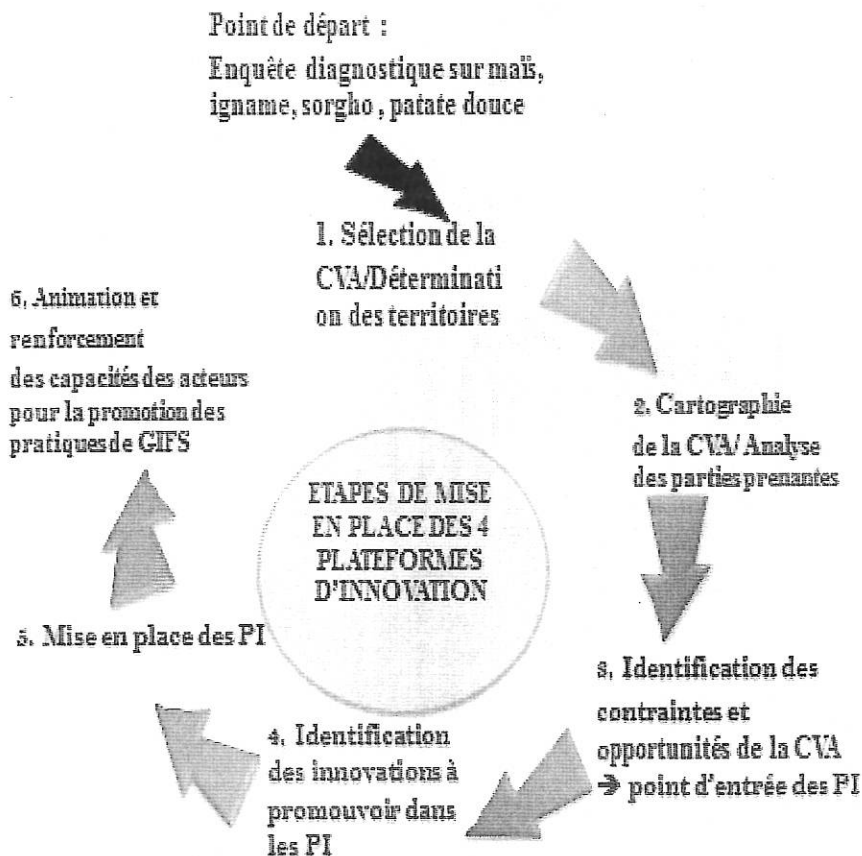 Point de départ :
Enquête diagnostique sur maïs,
igname, sorgho , patate douce
1. Sélection de la
CVA/Déterminati
on des territoires
2. Cartographie
de la CVA/ Analyse
des parties prenantes
3. Identification des
contraintes et
opportunités de la CVA
→ point d'entrée des PI
4. Identification
des innovations à
promouvoir dans
les PI
5. Mise en place des PI
6. Animation et
renforcement
des capacités des acteurs
pour la promotion des
pratiques de GIFS
ETAPES DE MISE
EN PLACE DES 4
PLATEFORMES
D'INNOVATION